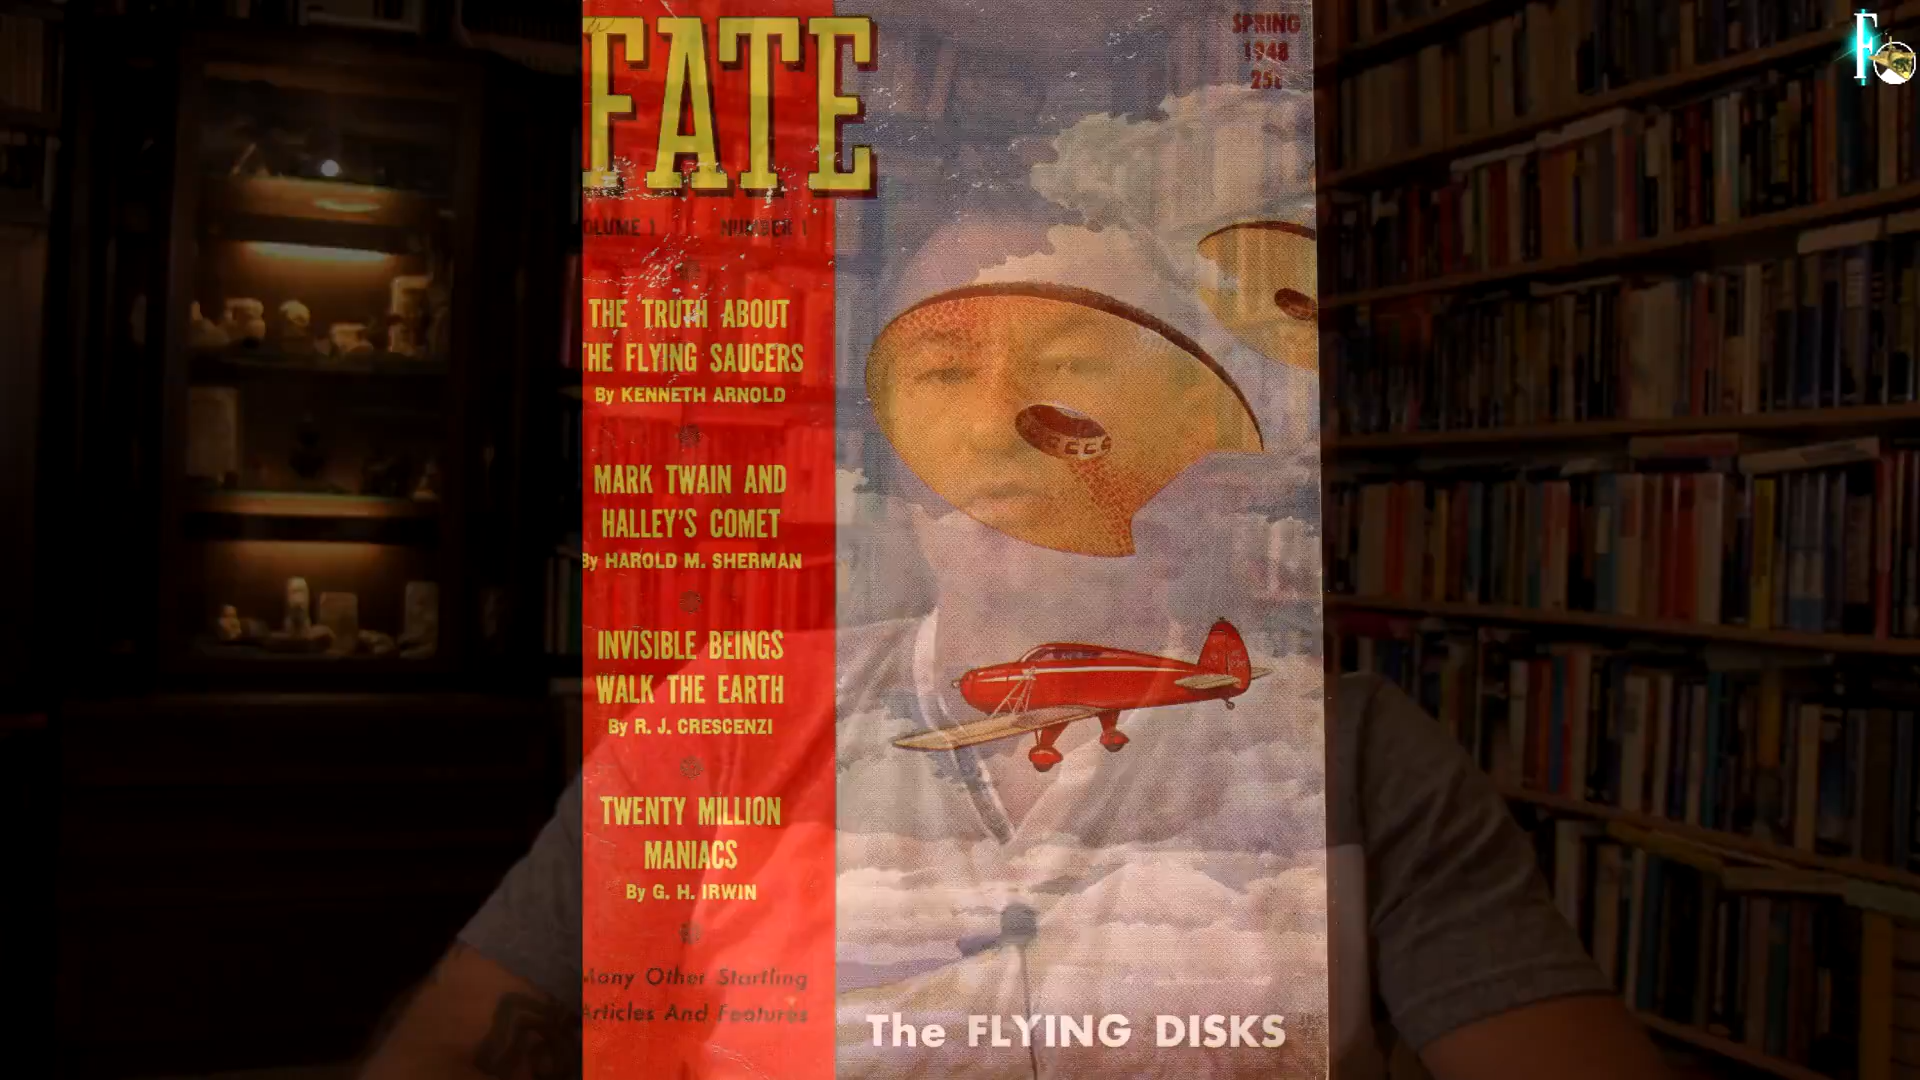 FATE
SPRING
1948
25¢
OLUME 1 NUMBER 1
THE TRUTH ABOUT
HE FLYING SAUCERS
By KENNETH ARNOLD
MARK TWAIN AND
HALLEY'S COMET
By HAROLD M. SHERMAN
INVISIBLE BEINGS
WALK THE EARTH
By R. J. CRESCENZI
TWENTY MILLION
MANIACS
By G. H. IRWIN
Many Other Startling
Articles And Features
The FLYING DISKS
F